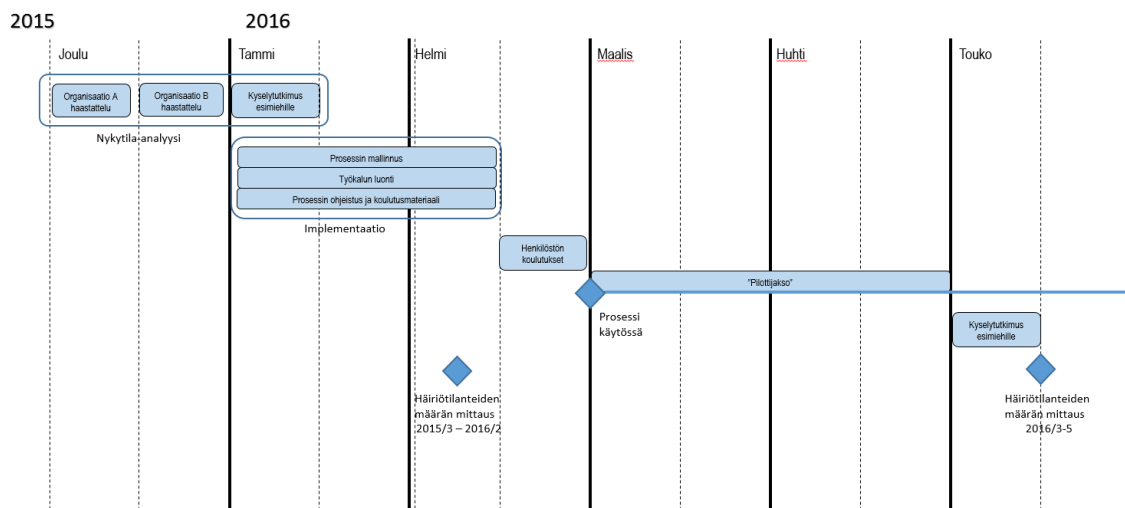 2015
2016
Joulu
Tammi
Helmi
Maalis
Huhti
Touko
Organisaatio A
haastattelu
Organisaatio B
haastattelu
Kyselytutkimus
esimiehille
Nykytila-analyysi
Prosessin mallinnus
Työkalun luonti
Prosessin ohjeistus ja koulutusmateriaali
Implementaatio
Henkilöstön
koulutukset
"Pilottijakso"
Prosessi
käytössä
Kyselytutkimus
esimiehille
Häiriötilanteiden
määrän mittaus
2015/3 – 2016/2
Häiriötilanteiden
määrän mittaus
2016/3-5